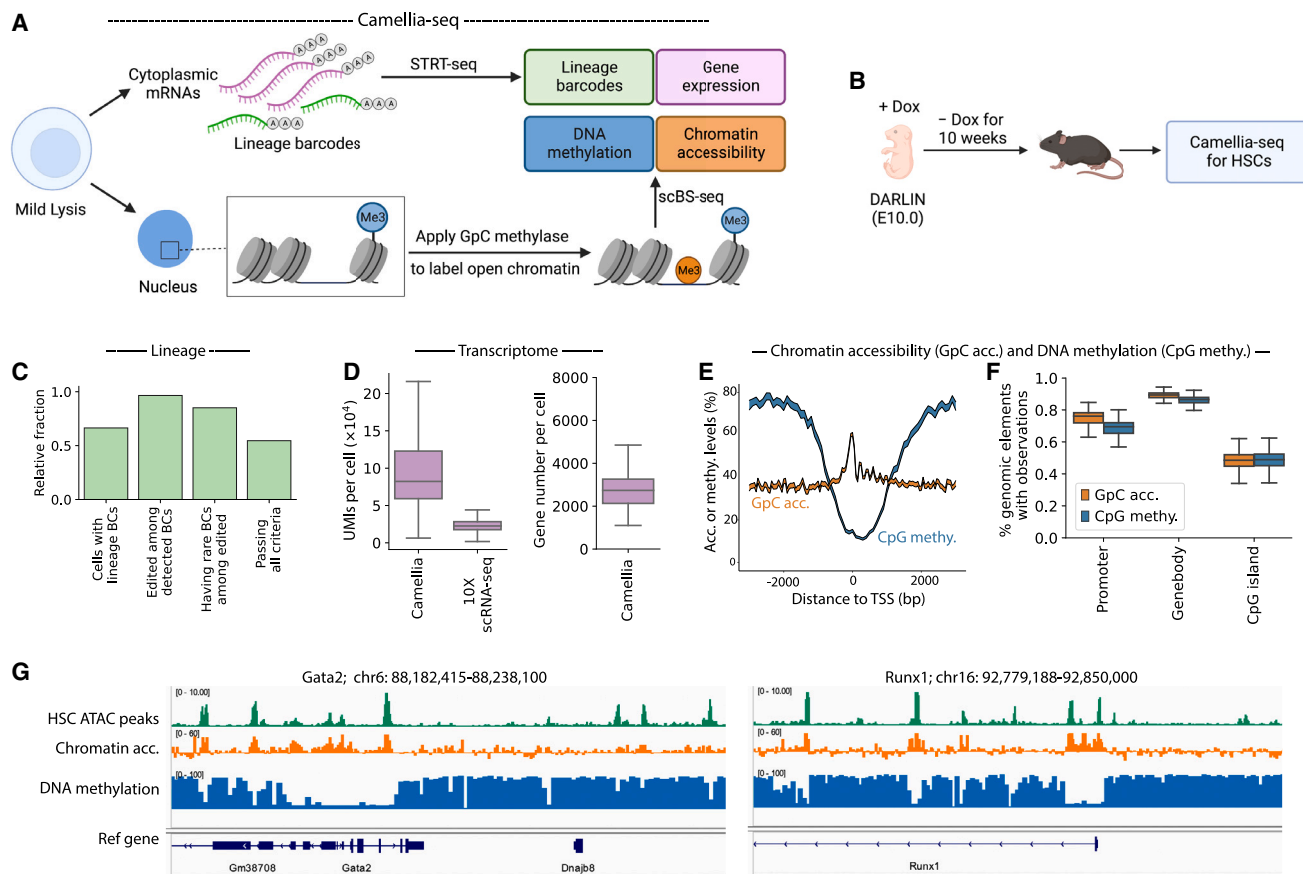 A
Camellia-seq
Cytoplasmic
mRNAs
A A A
A A A
A A A
A A A
A A A
Lineage barcodes
STRT-seq
Lineage
barcodes
Gene
expression
DNA
methylation
Chromatin
accessibility
scBS-seq
Mild Lysis
Nucleus
Me3
Apply GpC methylase
to label open chromatin
Me3
Me3
B
+ Dox
− Dox for
10 weeks
DARLIN
(E10.0)
Camellia-seq
for HSCs
C
Lineage
Relative fraction
1.0
0.5
0.0
Cells with
lineage BCs
Edited among
detected BCs
Having rare BCs
among edited
Passing
all criteria
D
Transcriptome
UMIs per cell (×10⁴)
20
15
10
5
0
Camellia
10X
scRNA-seq
Gene number per cell
8000
6000
4000
2000
0
Camellia
Chromatin accessibility (GpC acc.) and DNA methylation (CpG methy.)
E
Acc. or methy. levels (%)
80
60
40
20
0
GpC acc.
CpG methy.
-2000
0
2000
Distance to TSS (bp)
F
% genomic elements
with observations
1.0
0.8
0.6
0.4
0.2
0.0
GpC acc.
CpG methy.
Promoter
Genebody
CpG island
G
Gata2; chr6: 88,182,415–88,238,100
Runx1; chr16: 92,779,188–92,850,000
HSC ATAC peaks
[0 - 10.00]
[0 - 10.00]
Chromatin acc.
[0 - 60]
[0 - 60]
DNA methylation
[0 - 100]
[0 - 100]
Ref gene
Gm38708
Gata2
Dnajb8
Runx1